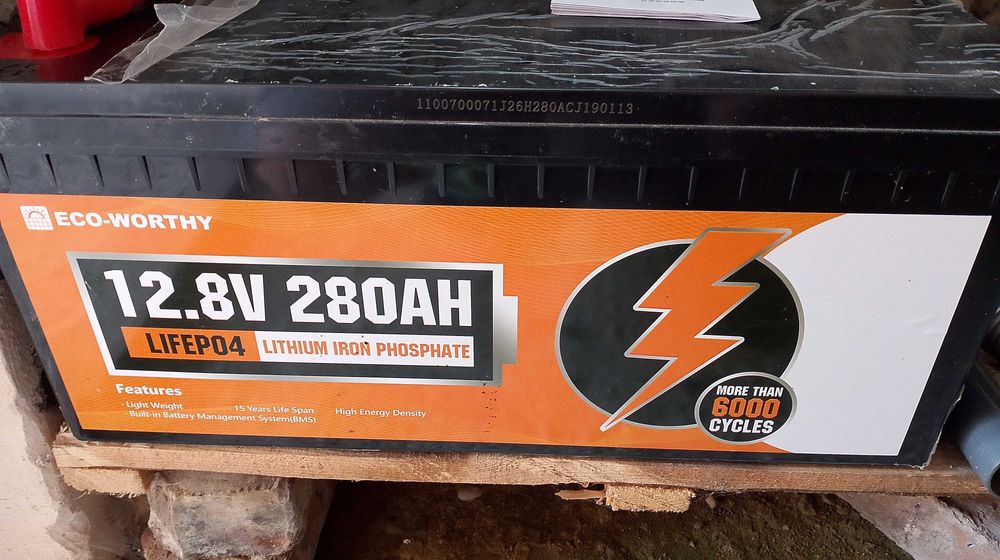 1100700071J26H280ACJ190113
ECO-WORTHY
12.8V 280AH
LIFEPO4 LITHIUM IRON PHOSPHATE
Features
· Light Weight · 15 Years Life Span · High Energy Density
· Built-in Battery Management System(BMS)
MORE THAN
6000
CYCLES